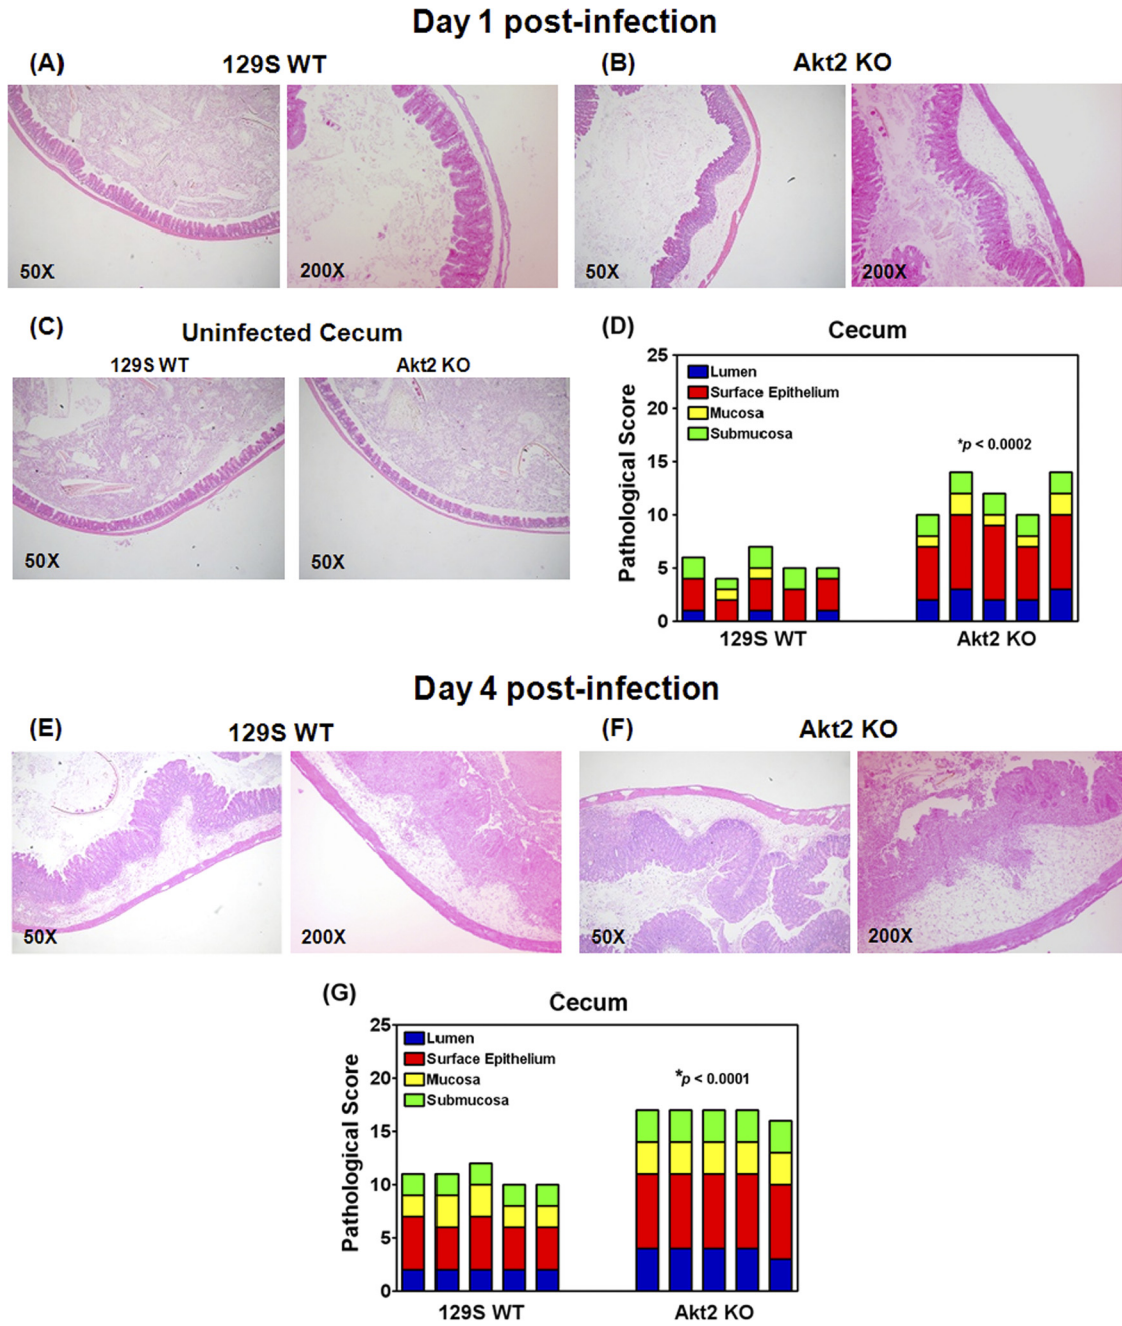 Day 1 post-infection
(A) 129S WT
(B) Akt2 KO
50X
200X
50X
200X
(C) Uninfected Cecum
129S WT
Akt2 KO
50X
50X
(D) Cecum
Pathological Score
25
20
15
10
5
0
Lumen
Surface Epithelium
Mucosa
Submucosa
*p < 0.0002
129S WT
Akt2 KO
Day 4 post-infection
(E) 129S WT
(F) Akt2 KO
50X
200X
50X
200X
(G) Cecum
Pathological Score
25
20
15
10
5
0
Lumen
Surface Epithelium
Mucosa
Submucosa
*p < 0.0001
129S WT
Akt2 KO